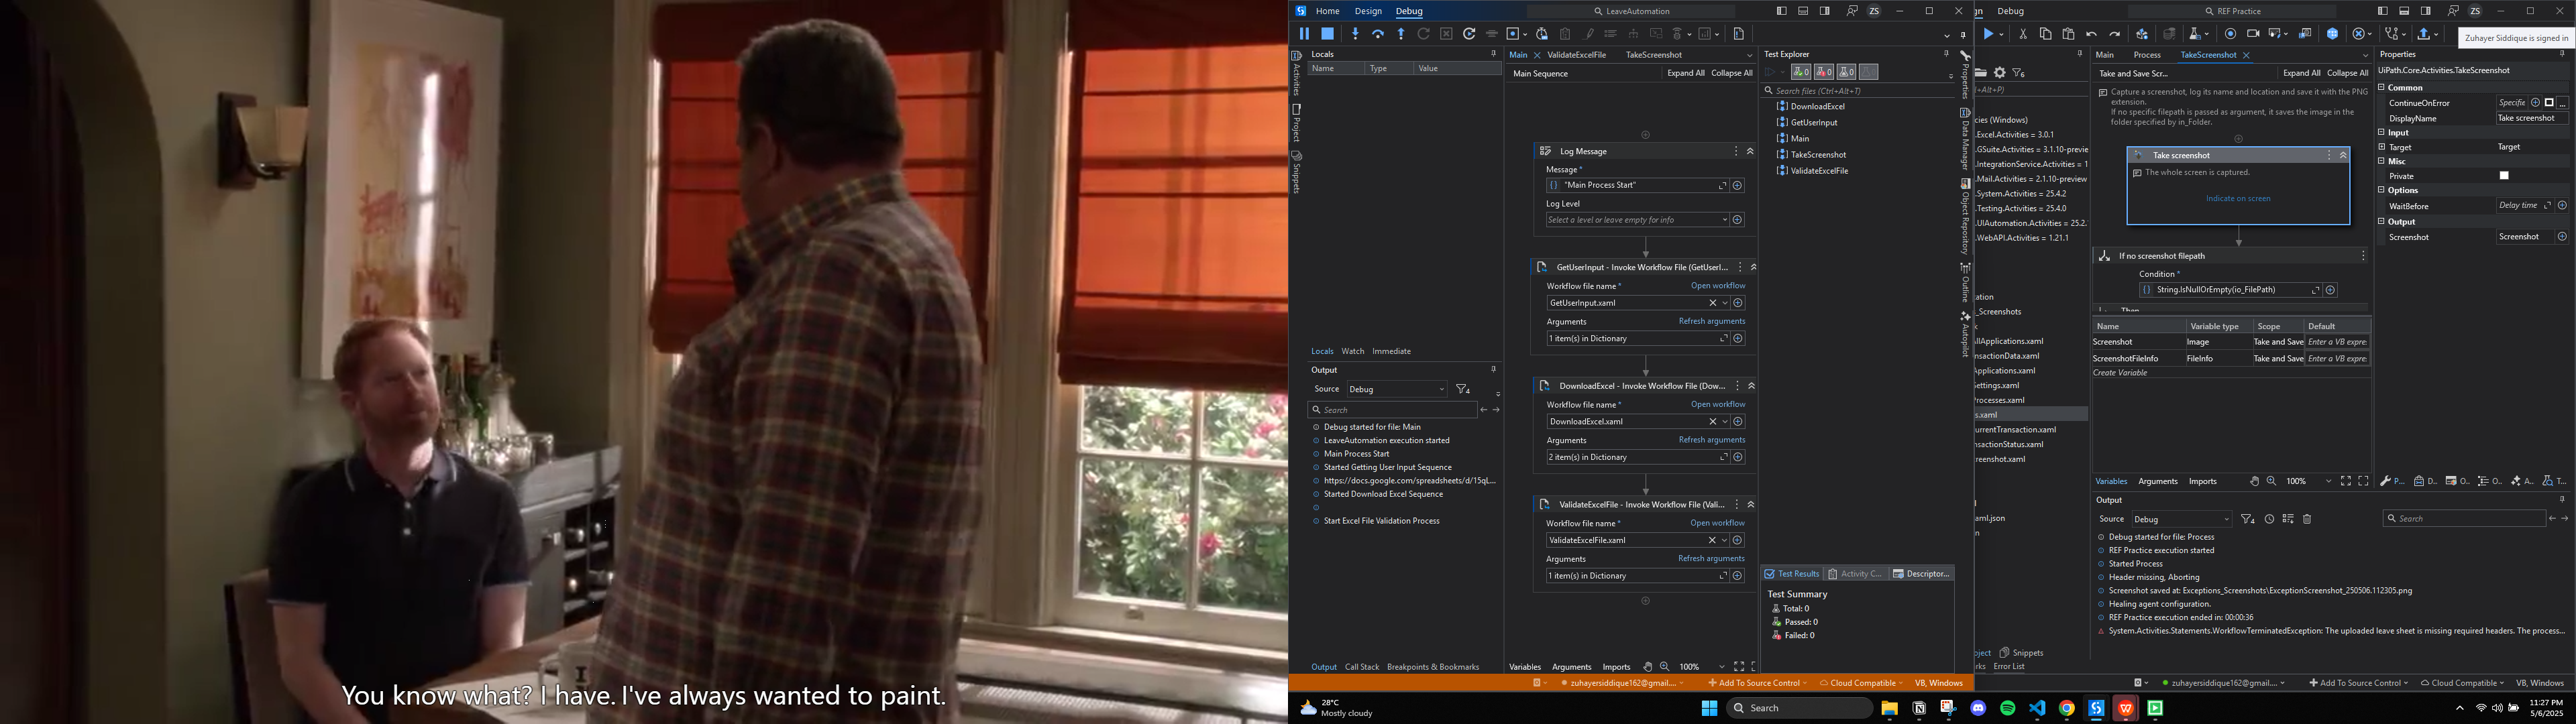 You know what? I have. I've always wanted to paint.
Home Design Debug
LeaveAutomation
ZS
Locals
Name Type Value
Activities
Project
Snippets
Locals Watch Immediate
Output
Source Debug
4
Search
Debug started for file: Main
LeaveAutomation execution started
Main Process Start
Started Getting User Input Sequence
https://docs.google.com/spreadsheets/d/15qL...
Started Download Excel Sequence
Start Excel File Validation Process
Output Call Stack Breakpoints & Bookmarks
Main ValidateExcelFile TakeScreenshot
Main Sequence Expand All Collapse All
Log Message
Message *
"Main Process Start"
Log Level
Select a level or leave empty for info
GetUserInput - Invoke Workflow File (GetUserI...
Workflow file name * Open workflow
GetUserInput.xaml
Arguments Refresh arguments
1 item(s) in Dictionary
DownloadExcel - Invoke Workflow File (Dow...
Workflow file name * Open workflow
DownloadExcel.xaml
Arguments Refresh arguments
2 item(s) in Dictionary
ValidateExcelFile - Invoke Workflow File (Vali...
Workflow file name * Open workflow
ValidateExcelFile.xaml
Arguments Refresh arguments
1 item(s) in Dictionary
Variables Arguments Imports 100%
Test Explorer
0 0 0
Search files (Ctrl+Alt+T)
DownloadExcel
GetUserInput
Main
TakeScreenshot
ValidateExcelFile
Test Results Activity C... Descriptor...
Test Summary
Total: 0
Passed: 0
Failed: 0
Properties
Data Manager
Object Repository
Outline
Autopilot
zuhayersiddique162@gmail.... Add To Source Control Cloud Compatible VB, Windows
gn Debug
REF Practice
ZS
Zuhayer Siddique is signed in
6
l+Alt+P)
cies (Windows)
.Excel.Activities = 3.0.1
.GSuite.Activities = 3.1.10-previe
.IntegrationService.Activities = 1
.Mail.Activities = 2.1.10-preview
.System.Activities = 25.4.2
.Testing.Activities = 25.4.0
.UIAutomation.Activities = 25.2.
.WebAPI.Activities = 1.21.1
tation
s_Screenshots
k
llApplications.xaml
nsactionData.xaml
Applications.xaml
ettings.xaml
rocesses.xaml
s.xaml
urrentTransaction.xaml
nsactionStatus.xaml
reenshot.xaml
aml.json
n
oject Snippets
rks Error List
Main Process TakeScreenshot
Take and Save Scr... Expand All Collapse All
Capture a screenshot, log its name and location and save it with the PNG
extension.
If no specific filepath is passed as argument, it saves the image in the
folder specified by in_Folder.
Take screenshot
The whole screen is captured.
Indicate on screen
If no screenshot filepath
Condition *
String.IsNullOrEmpty(io_FilePath)
Then
Name Variable type Scope Default
Screenshot Image Take and Save Enter a VB expre
ScreenshotFileInfo FileInfo Take and Save Enter a VB expre
Create Variable
Variables Arguments Imports 100%
Properties
UiPath.Core.Activities.TakeScreenshot
Common
ContinueOnError Specifie ...
DisplayName Take screenshot
Input
Target Target
Misc
Private
Options
WaitBefore Delay time
Output
Screenshot Screenshot
P... D... O.. O... A.. T...
Output
Source Debug 4 Search
Debug started for file: Process
REF Practice execution started
Started Process
Header missing, Aborting
Screenshot saved at: Exceptions_Screenshots\ExceptionScreenshot_250506.112305.png
Healing agent configuration.
REF Practice execution ended in: 00:00:36
System.Activities.Statements.WorkflowTerminatedException: The uploaded leave sheet is missing required headers. The process...
zuhayersiddique162@gmail.... Add To Source Control Cloud Compatible VB, Windows
28°C
Mostly cloudy
Search
11:27 PM
5/6/2025